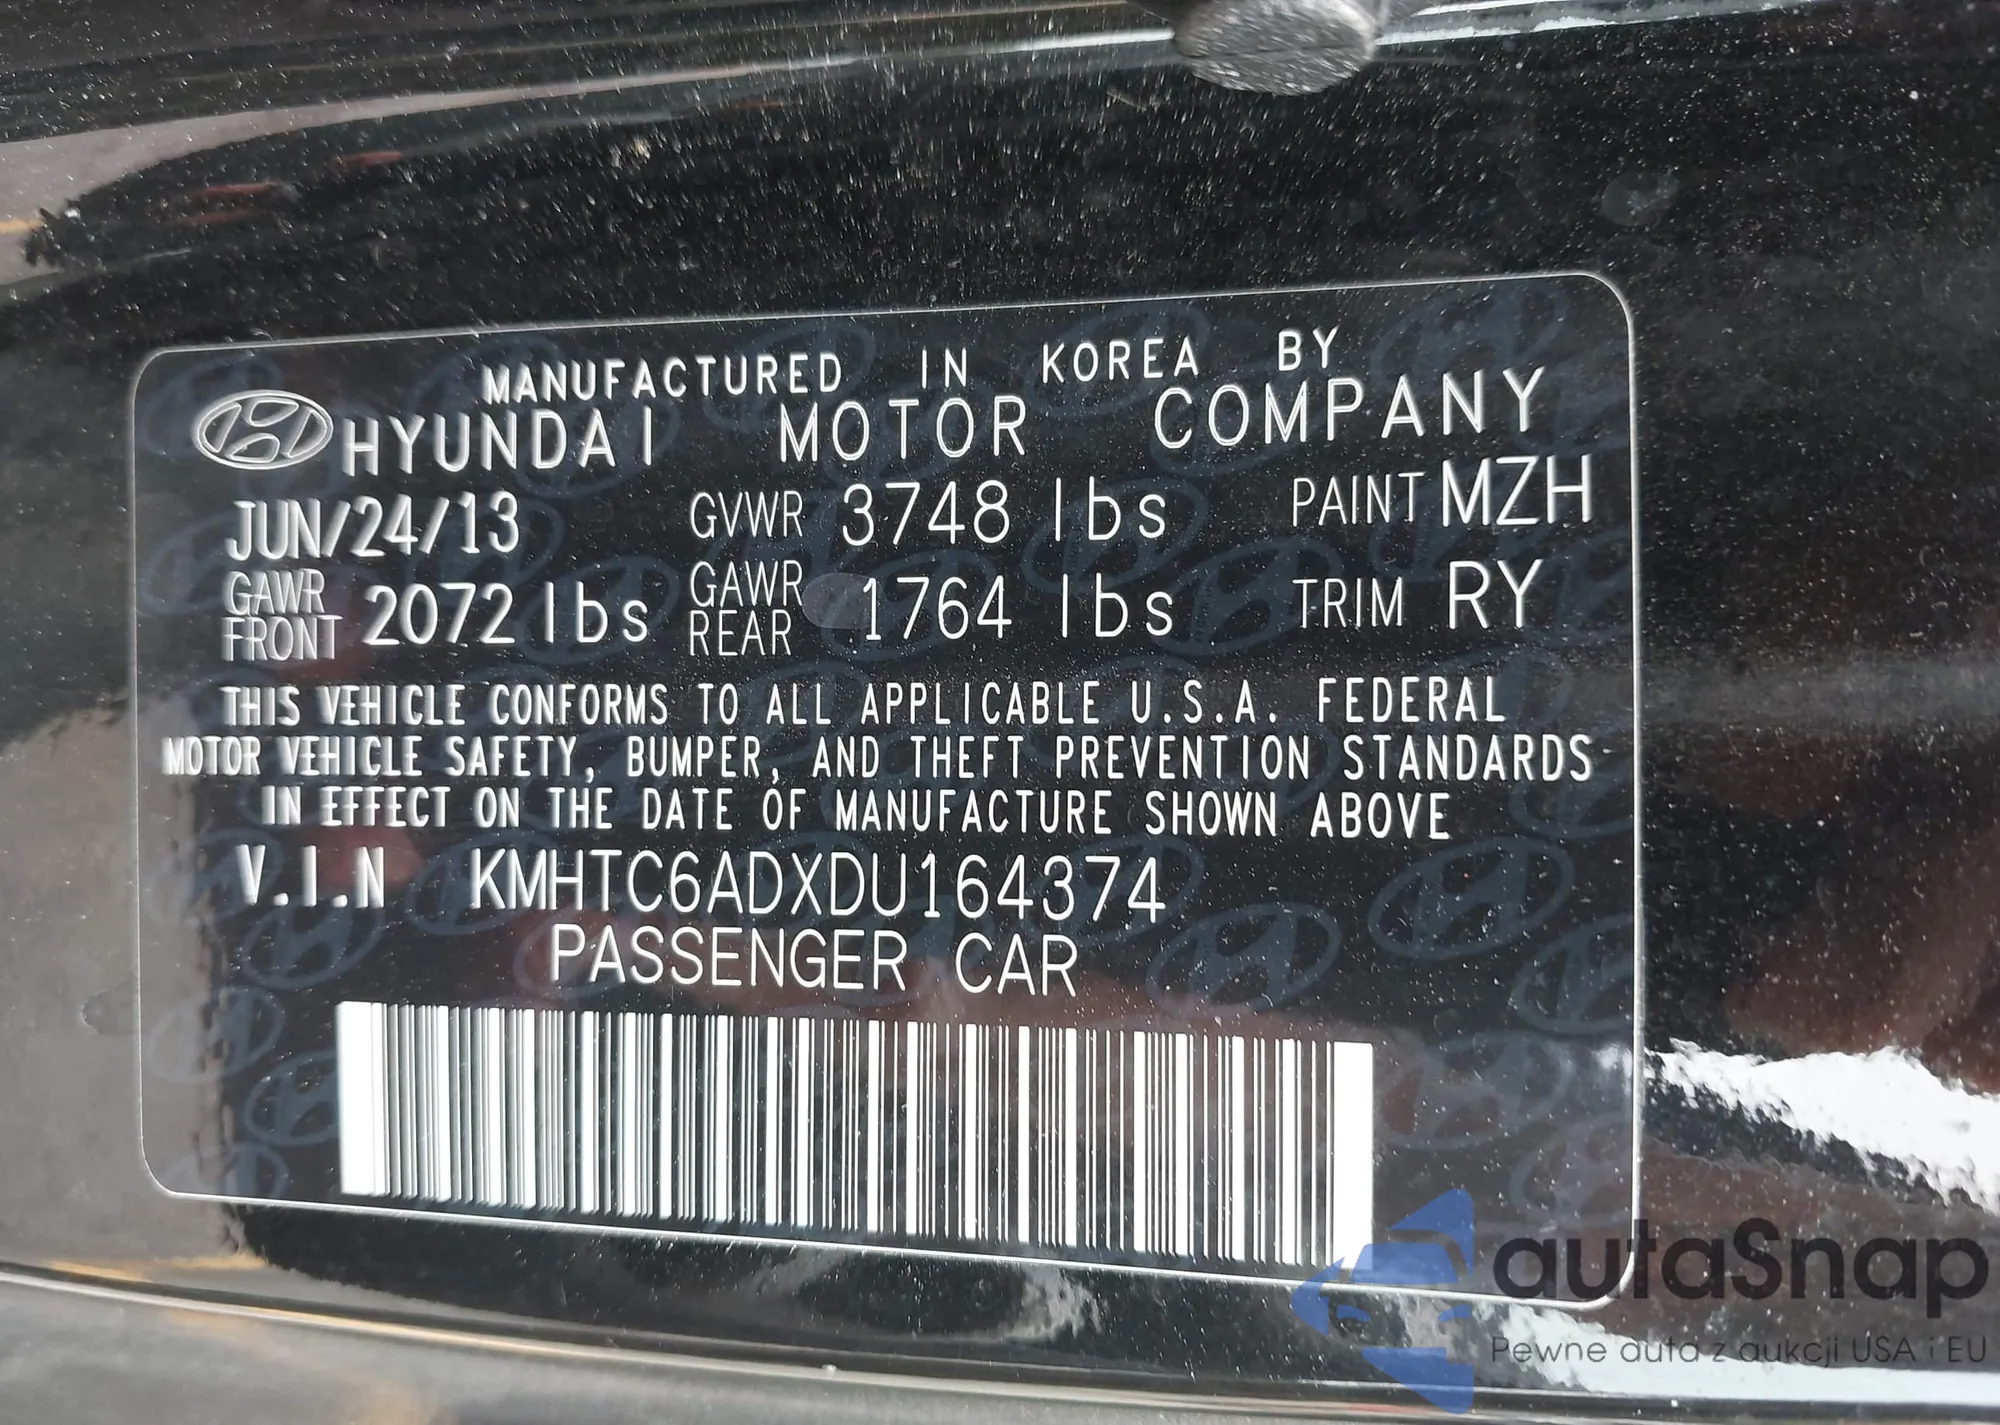 MANUFACTURED IN KOREA BY
HYUNDAI MOTOR COMPANY
JUN/24/13 GVWR 3748 lbs PAINT MZH
GAWR FRONT 2072 lbs GAWR REAR 1764 lbs TRIM RY
THIS VEHICLE CONFORMS TO ALL APPLICABLE U.S.A. FEDERAL
MOTOR VEHICLE SAFETY, BUMPER, AND THEFT PREVENTION STANDARDS
IN EFFECT ON THE DATE OF MANUFACTURE SHOWN ABOVE
V.I.N KMHTC6ADXDU164374
PASSENGER CAR
autaSnap
Pewne auta z aukcji USA i EU